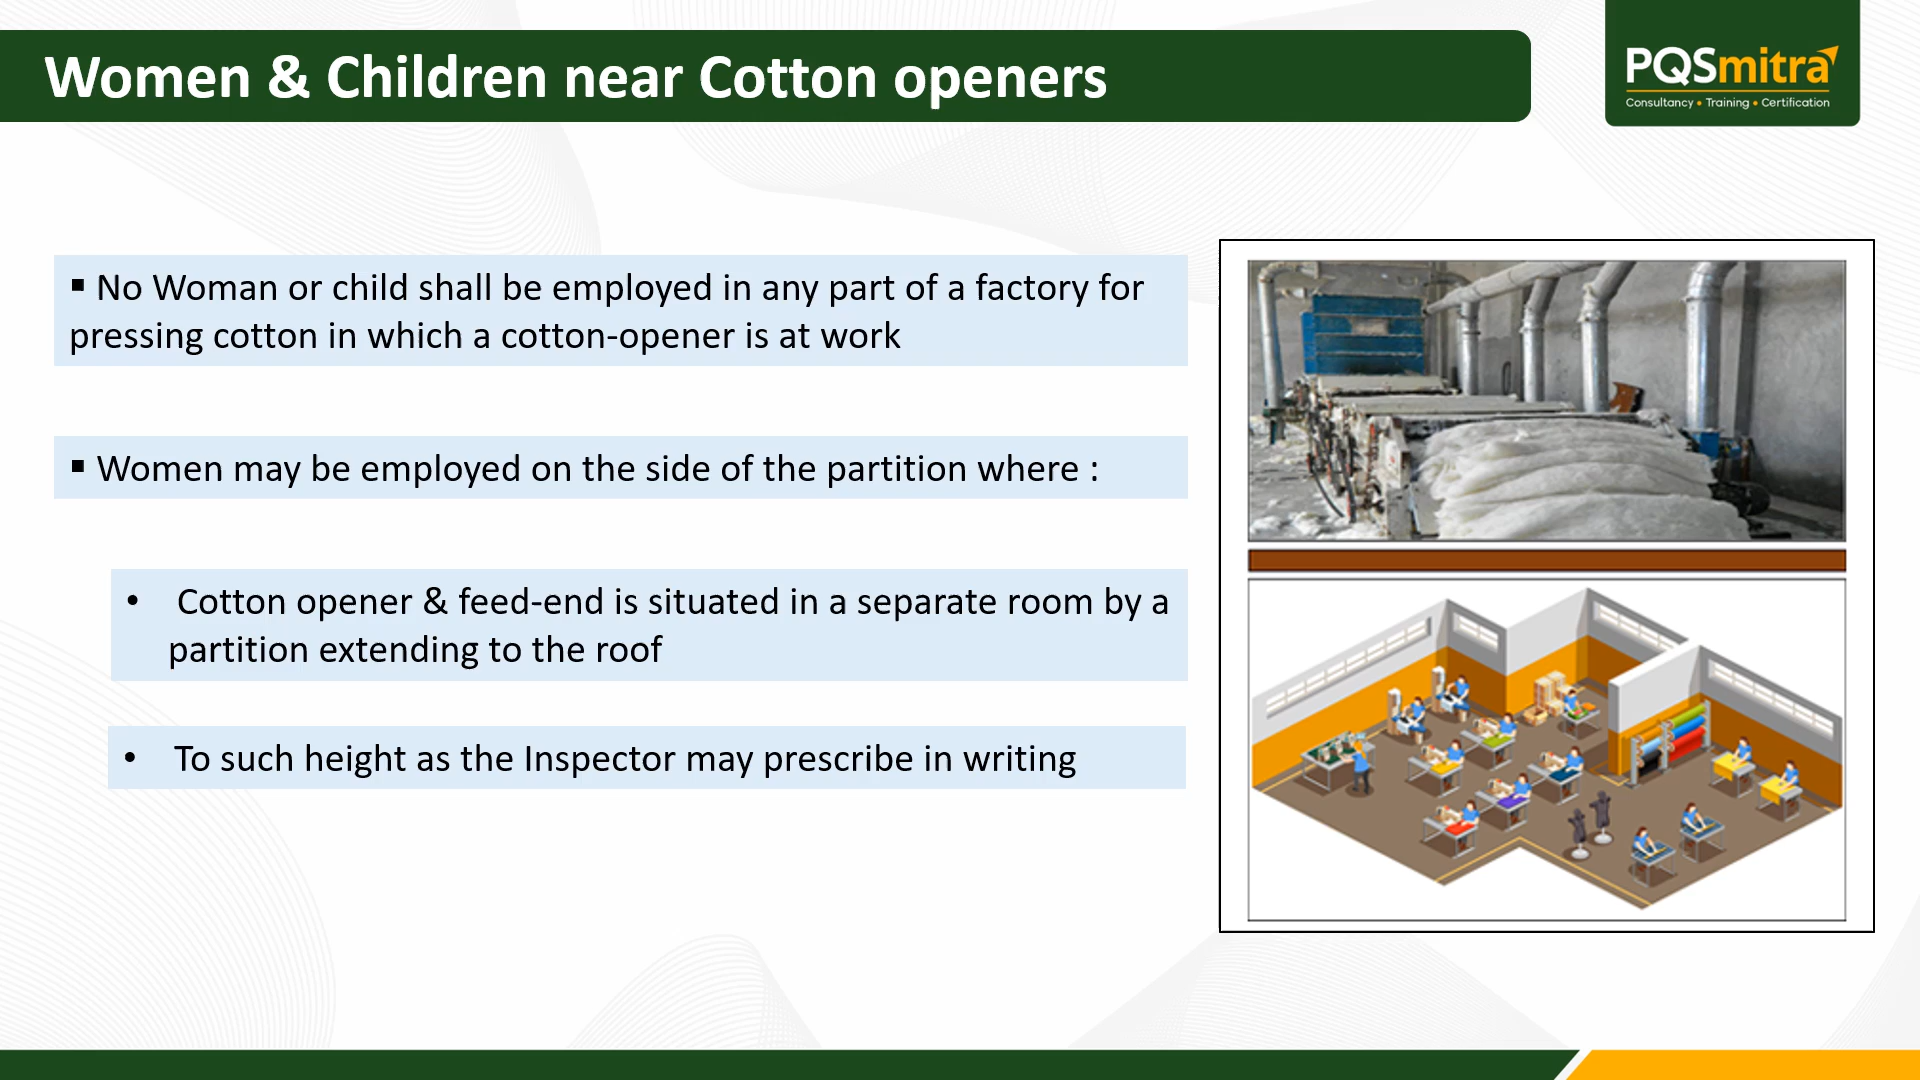 Women & Children near Cotton openers
PQSmitra
Consultancy • Training • Certification
▪ No Woman or child shall be employed in any part of a factory for
pressing cotton in which a cotton-opener is at work
▪ Women may be employed on the side of the partition where :
• Cotton opener & feed-end is situated in a separate room by a
partition extending to the roof
• To such height as the Inspector may prescribe in writing